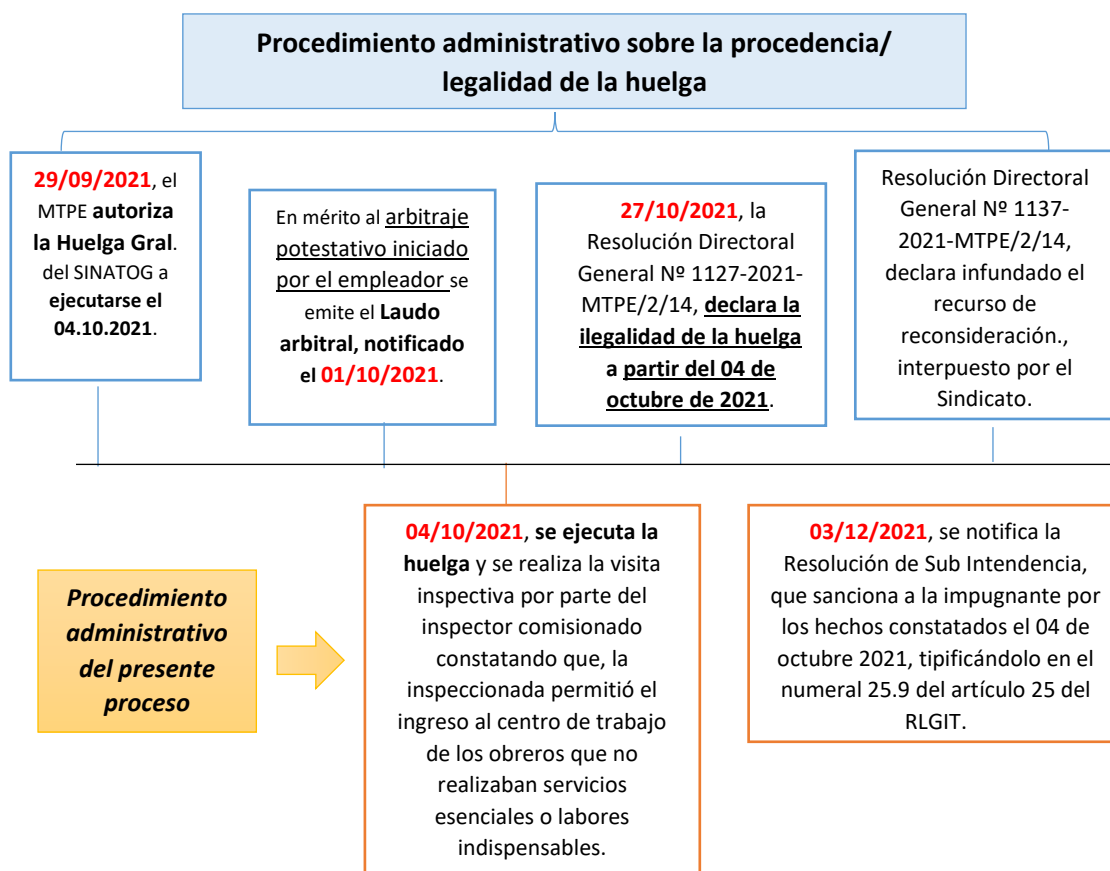 Procedimiento administrativo sobre la procedencia/
legalidad de la huelga
29/09/2021, el
MTPE autoriza
la Huelga Gral.
del SINATOG a
ejecutarse el
04.10.2021.
En mérito al arbitraje
potestativo iniciado
por el empleador se
emite el Laudo
arbitral, notificado
el 01/10/2021.
27/10/2021, la
Resolución Directoral
General Nº 1127-2021-
MTPE/2/14, declara la
ilegalidad de la huelga
a partir del 04 de
octubre de 2021.
Resolución Directoral
General Nº 1137-
2021-MTPE/2/14,
declara infundado el
recurso de
reconsideración.,
interpuesto por el
Sindicato.
Procedimiento
administrativo
del presente
proceso
04/10/2021, se ejecuta la
huelga y se realiza la visita
inspectiva por parte del
inspector comisionado
constatando que, la
inspeccionada permitió el
ingreso al centro de trabajo
de los obreros que no
realizaban servicios
esenciales o labores
indispensables.
03/12/2021, se notifica la
Resolución de Sub Intendencia,
que sanciona a la impugnante por
los hechos constatados el 04 de
octubre 2021, tipificándolo en el
numeral 25.9 del artículo 25 del
RLGIT.